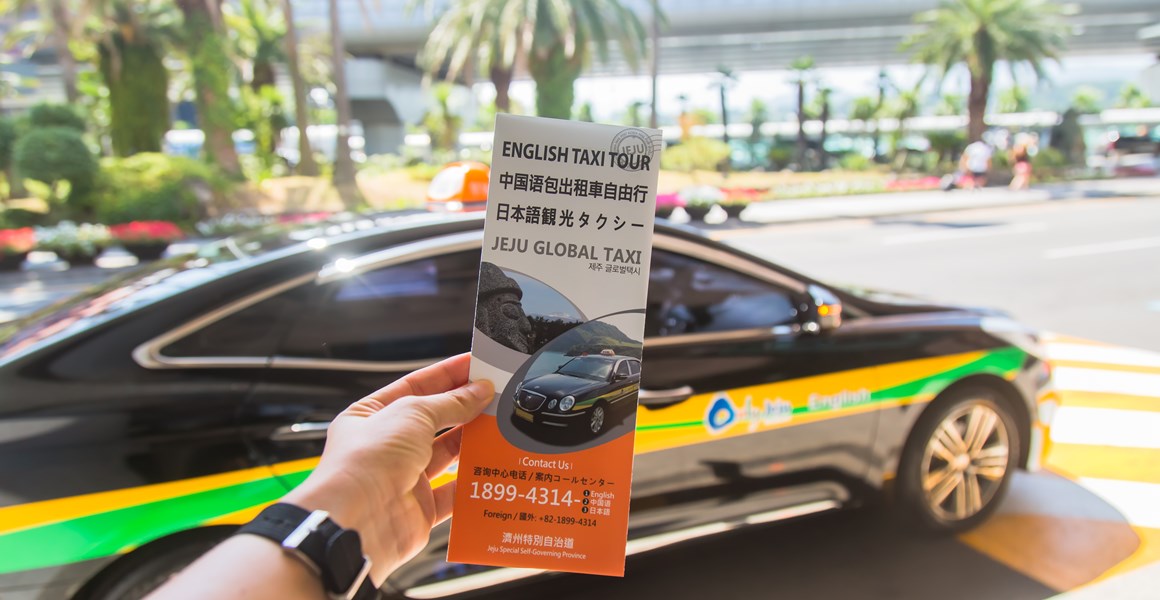 JEJU
ENGLISH TAXI TOUR
中国语包出租車自由行
日本語観光タクシー
JEJU GLOBAL TAXI
제주 글로벌택시
Contact Us
咨询中心电话 / 案内コールセンター
1899-4314-
❶English
❷中国语
❸日本語
Foreign / 國外: +82-1899-4314
濟州特別自治道
Jeju Special Self-Governing Province
English